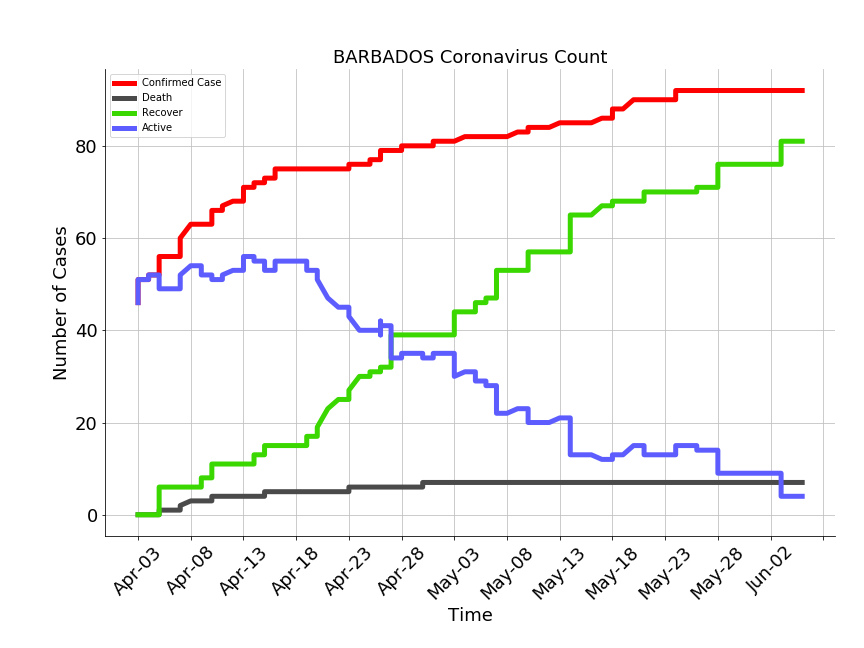 BARBADOS Coronavirus Count
Confirmed Case
Death
Recover
Active
80
60
40
20
0
Number of Cases
Apr-03
Apr-08
Apr-13
Apr-18
Apr-23
Apr-28
May-03
May-08
May-13
May-18
May-23
May-28
Jun-02
Time